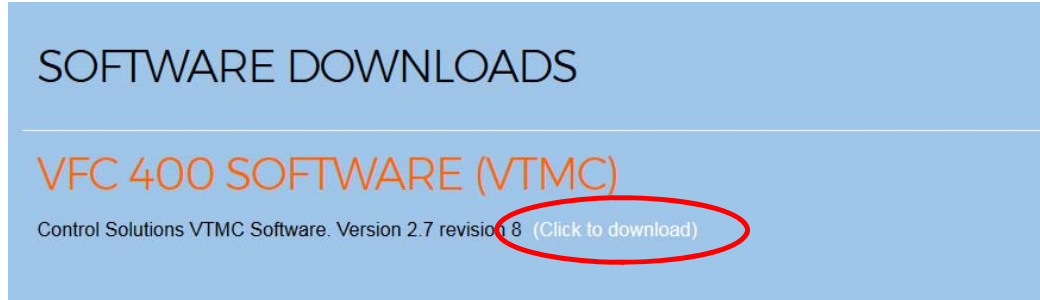 SOFTWARE DOWNLOADS
VFC 400 SOFTWARE (VTMC)
Control Solutions VTMC Software. Version 2.7 revision 8 (Click to download)